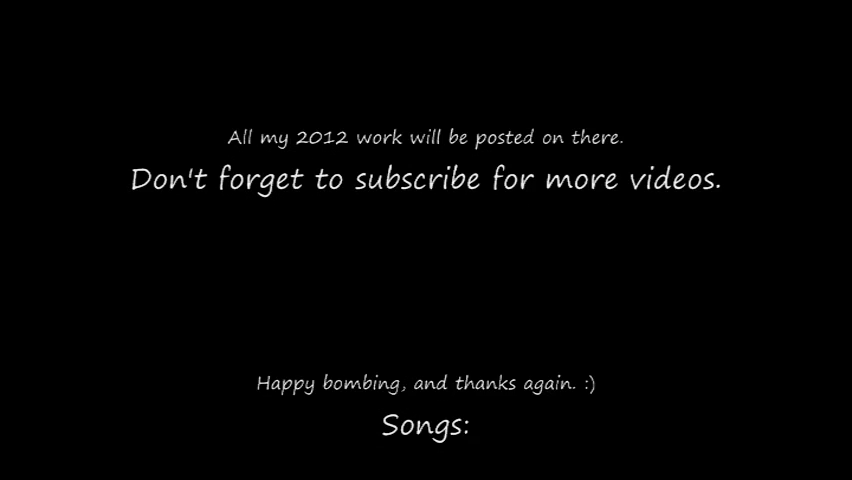 All my 2012 work will be posted on there.
Don't forget to subscribe for more videos.
Happy bombing, and thanks again. :)
Songs: